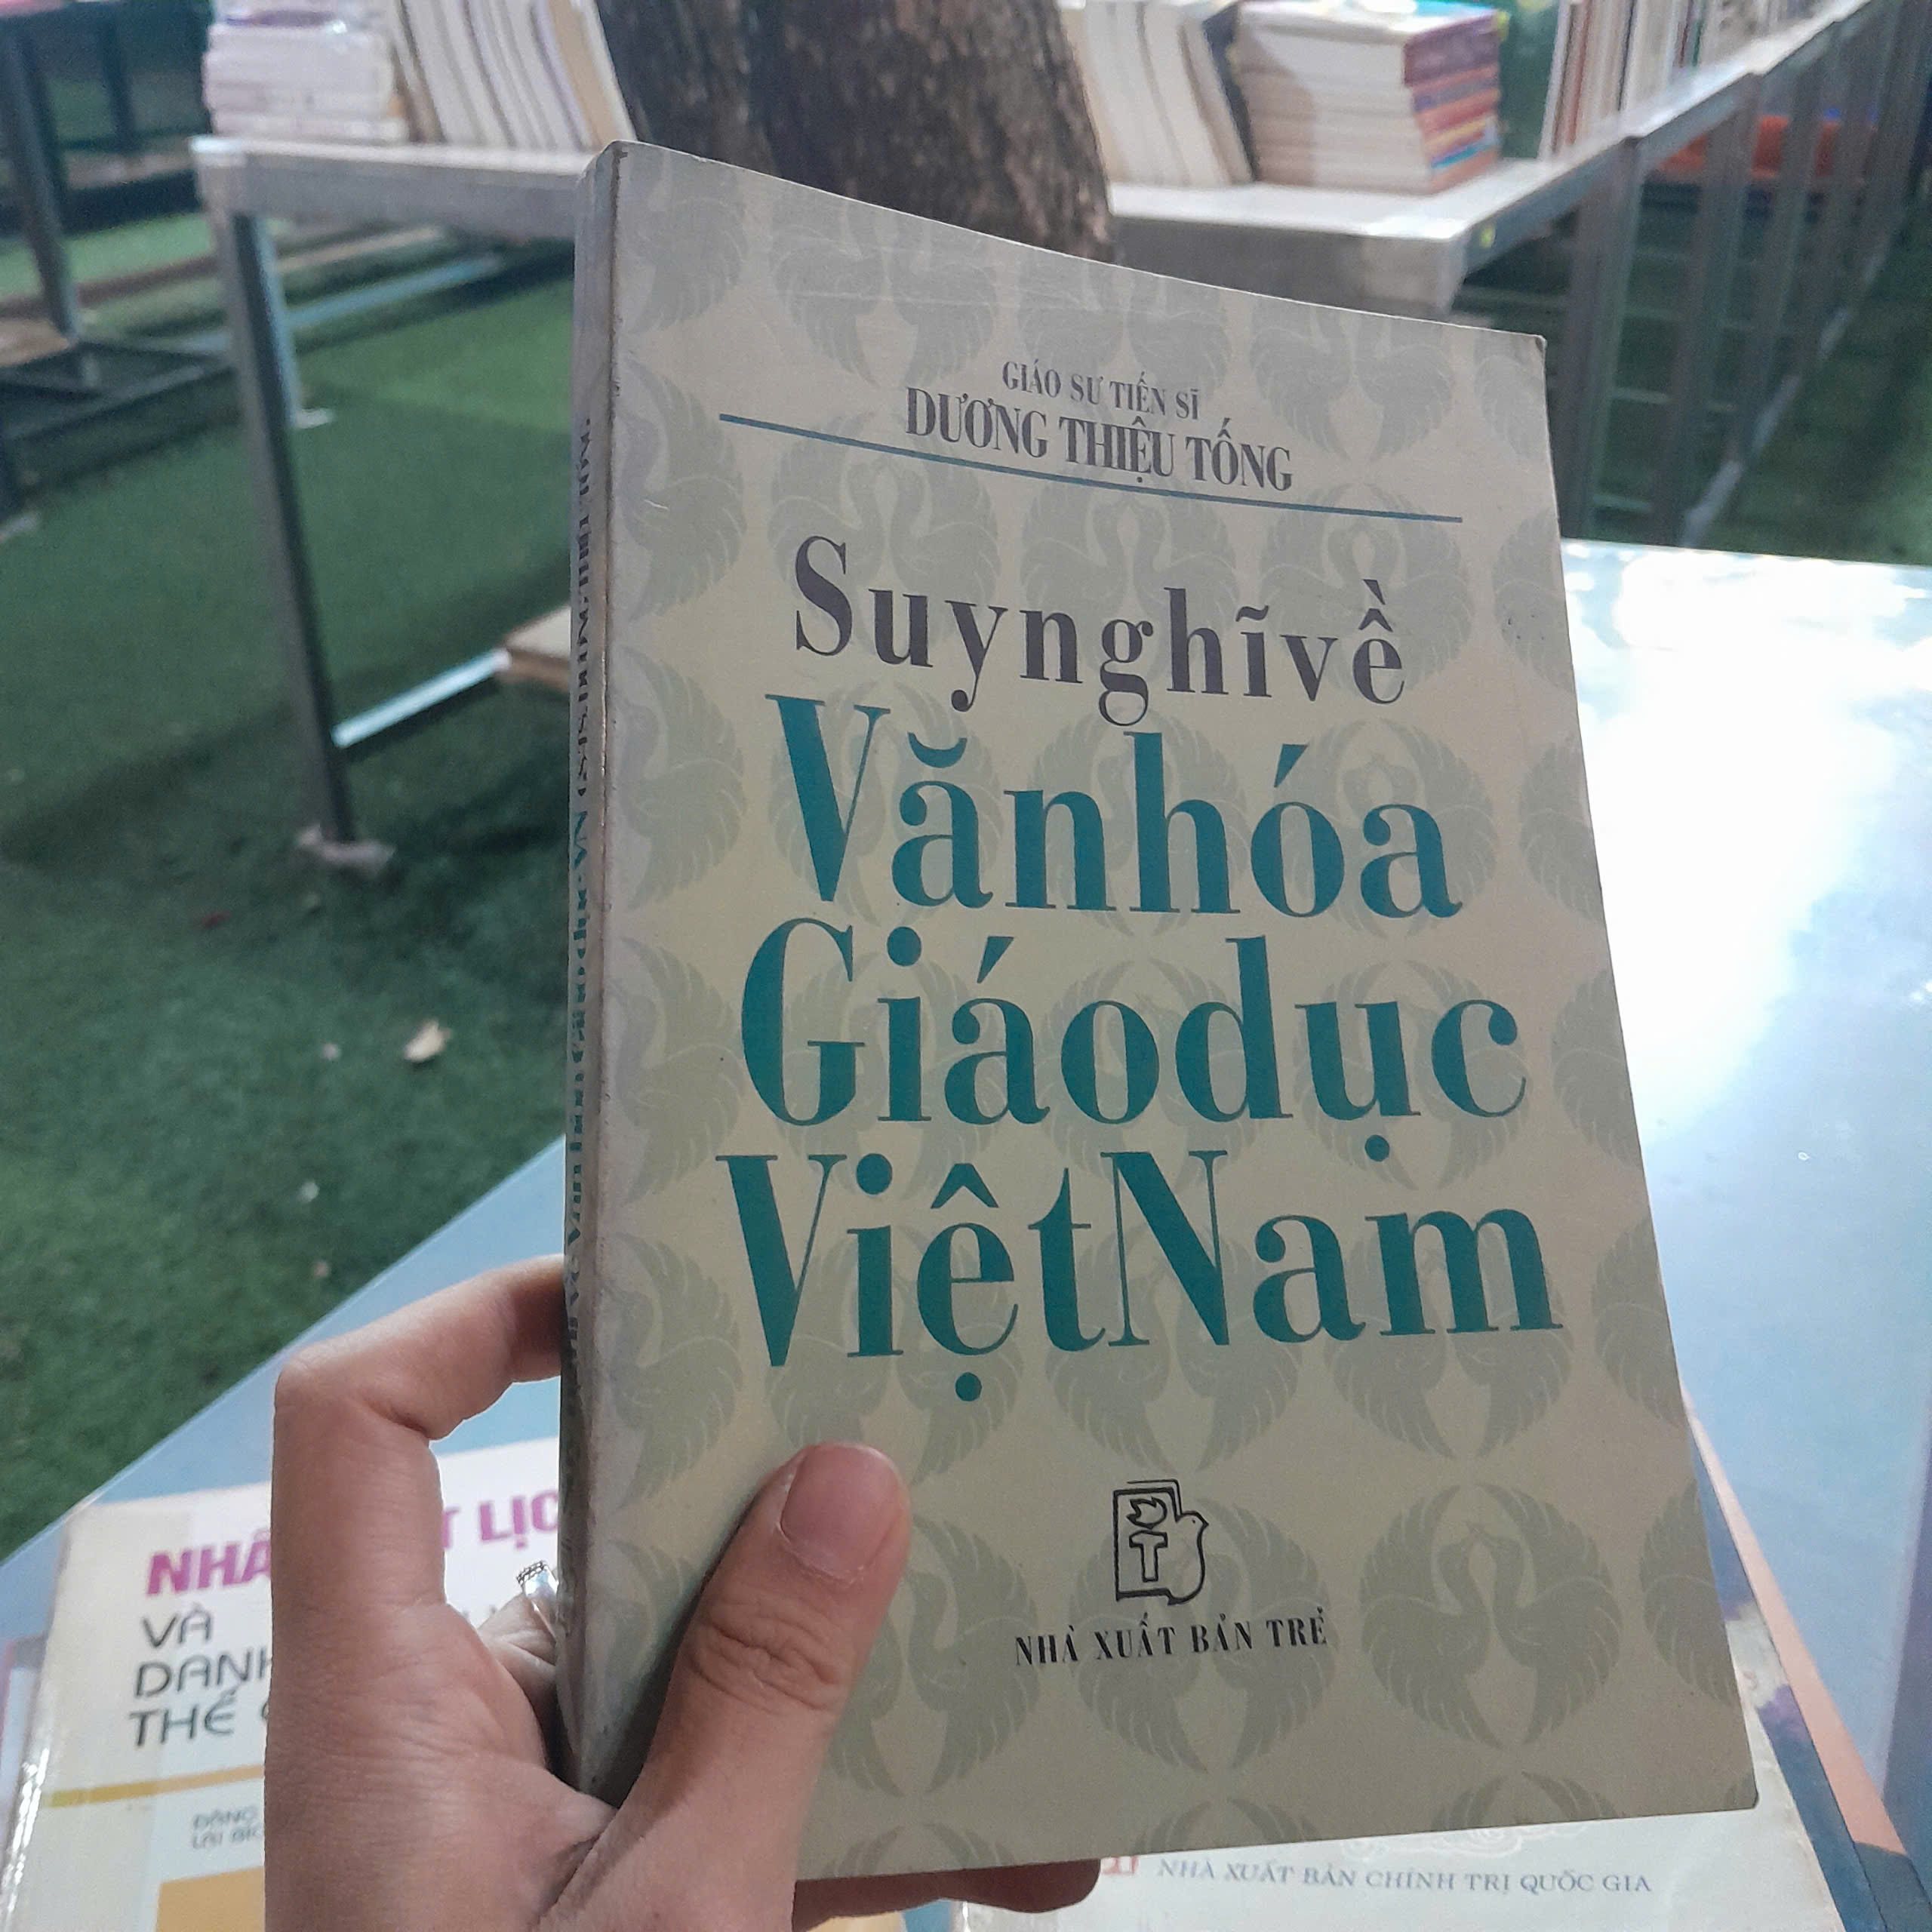 GIÁO SƯ TIẾN SĨ
DƯƠNG THIỆU TỐNG
Suy nghĩ về
Văn hóa
Giáo dục
Việt Nam
NHÀ XUẤT BẢN TRẺ
VÀ
THẾ
NHÀ XUẤT BẢN CHÍNH TRỊ QUỐC GIA